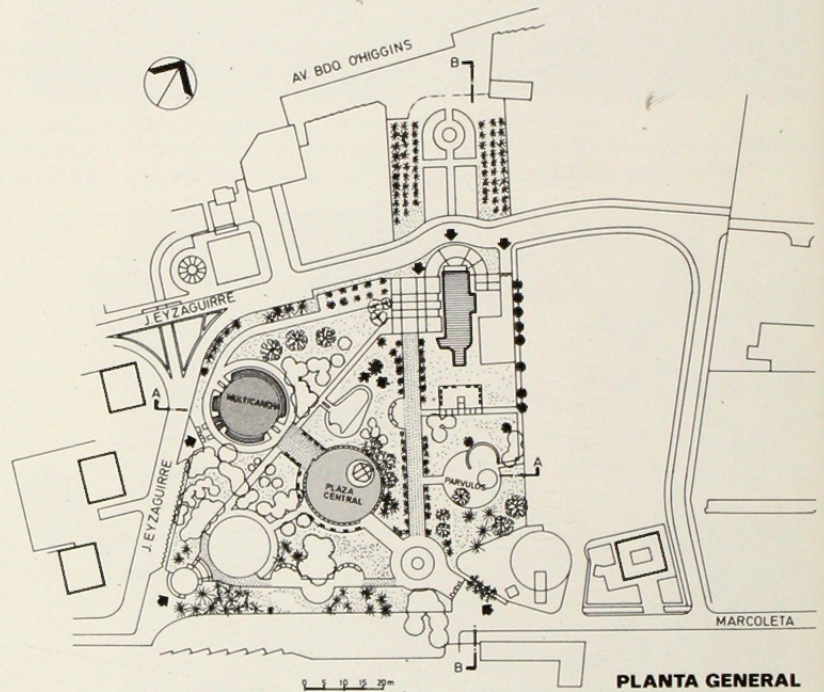 AV. BDO. O'HIGGINS
B
J. EYZAGUIRRE
A
MULTICANCHA
PLAZA
CENTRAL
PARVULOS
A
J. EYZAGUIRRE
MARCOLETA
B
0 5 10 15 20m
PLANTA GENERAL